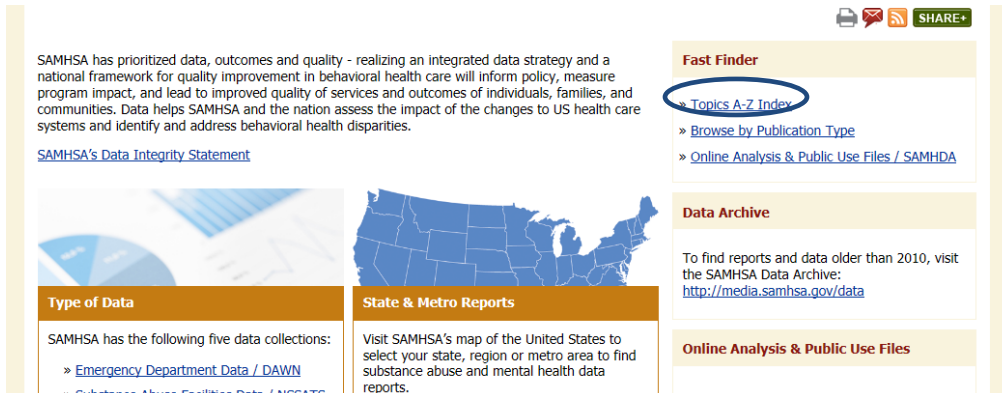 SHARE+
SAMHSA has prioritized data, outcomes and quality - realizing an integrated data strategy and a
national framework for quality improvement in behavioral health care will inform policy, measure
program impact, and lead to improved quality of services and outcomes of individuals, families, and
communities. Data helps SAMHSA and the nation assess the impact of the changes to US health care
systems and identify and address behavioral health disparities.
SAMHSA's Data Integrity Statement
Type of Data
SAMHSA has the following five data collections:
» Emergency Department Data / DAWN
» Substance Abuse Facilities Data / NSSATS
State & Metro Reports
Visit SAMHSA's map of the United States to
select your state, region or metro area to find
substance abuse and mental health data
reports.
Fast Finder
» Topics A-Z Index
» Browse by Publication Type
» Online Analysis & Public Use Files / SAMHDA
Data Archive
To find reports and data older than 2010, visit
the SAMHSA Data Archive:
http://media.samhsa.gov/data
Online Analysis & Public Use Files